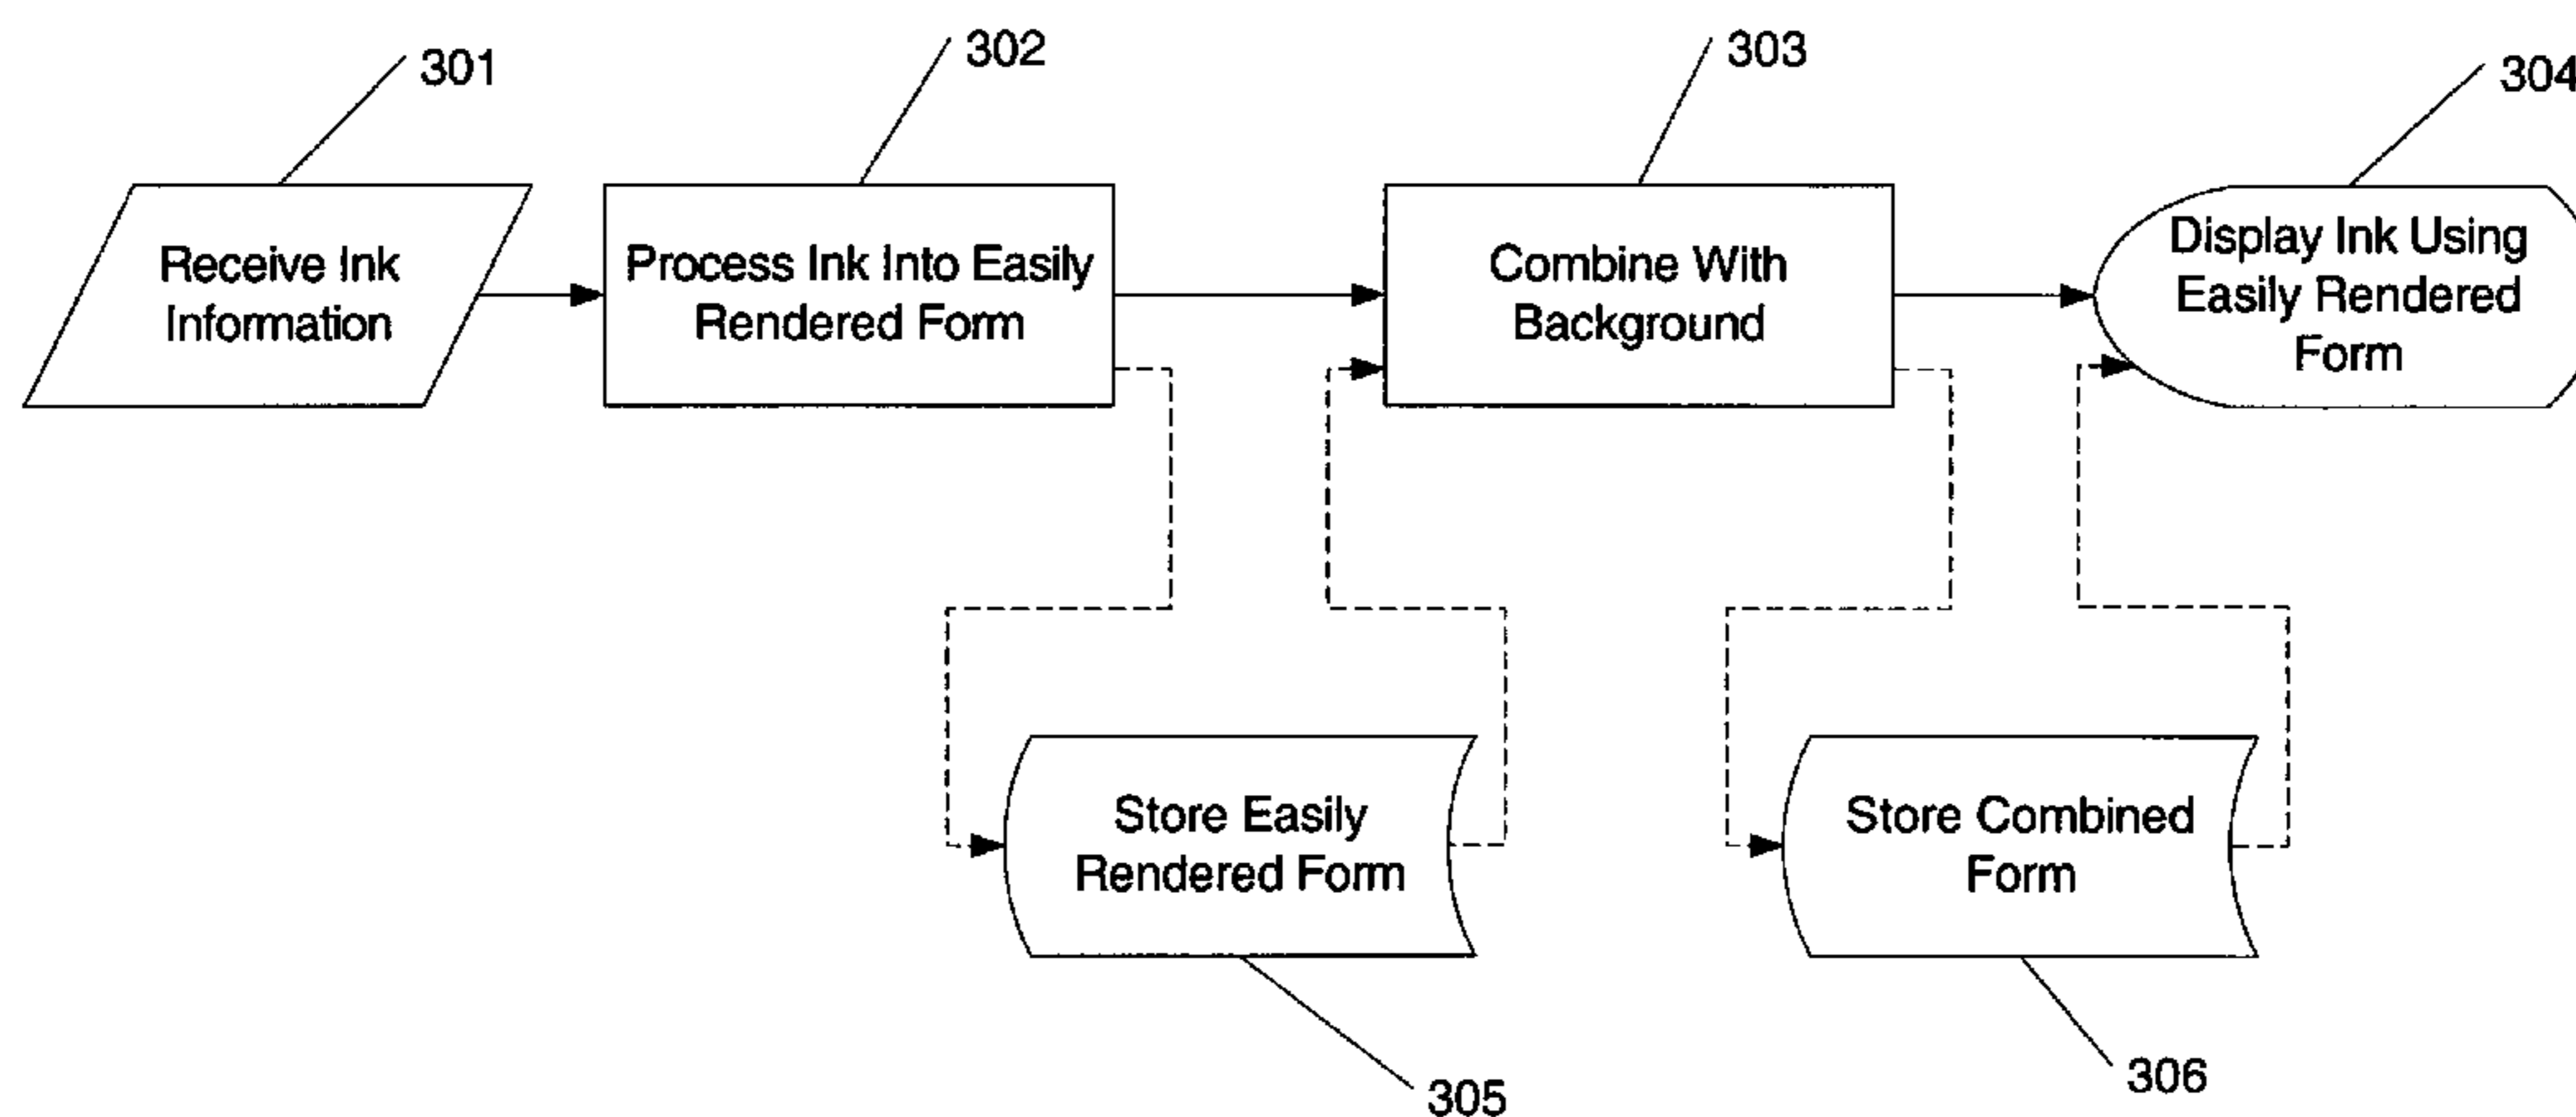 301
302
303
304
Receive Ink
Information
Process Ink Into Easily
Rendered Form
Combine With
Background
Display Ink Using
Easily Rendered
Form
Store Easily
Rendered Form
Store Combined
Form
305
306